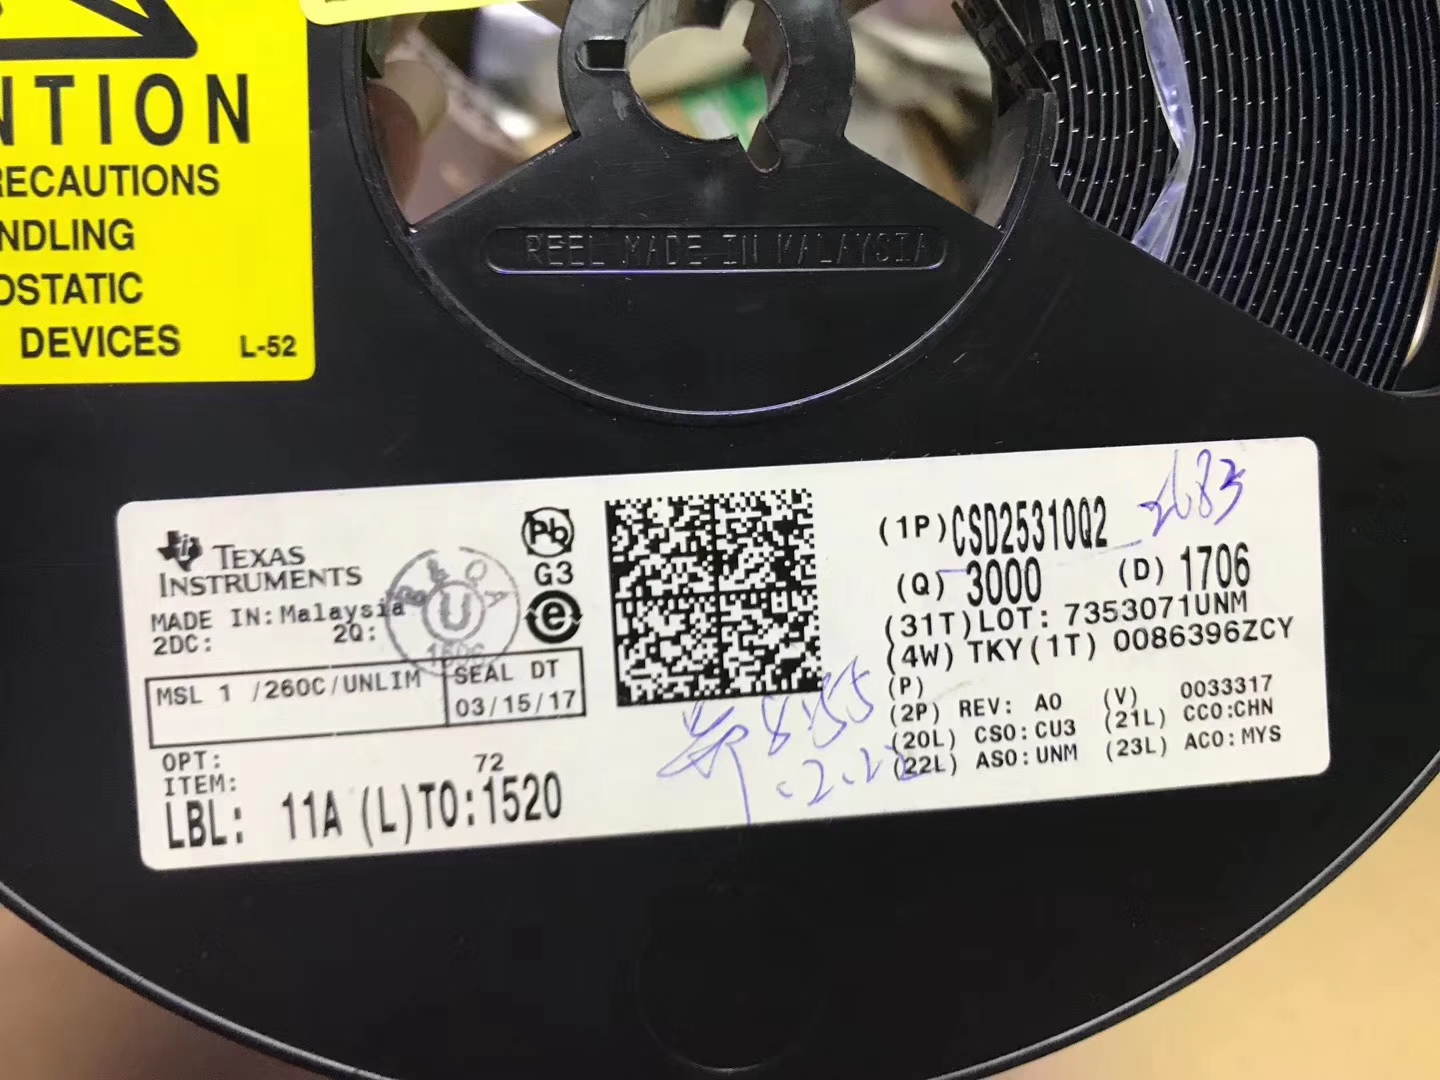 NTION
RECAUTIONS
NDLING
OSTATIC
DEVICES
L-52
REEL MADE IN MALAYSIA
TEXAS
INSTRUMENTS
MADE IN: Malaysia
2DC: 2Q:
MSL 1 /260C/UNLIM
SEAL DT
03/15/17
OPT:
ITEM: 72
LBL: 11A (L)TO:1520
Pb
G3
e
U
(1P)CSD25310Q2
2683
(Q) 3000 (D) 1706
(31T)LOT: 7353071UNM
(4W) TKY(1T) 0086396ZCY
(P)
(2P) REV: A0 (V) 0033317
(20L) CSO:CU3 (21L) CCO:CHN
(22L) ASO:UNM (23L) ACO:MYS